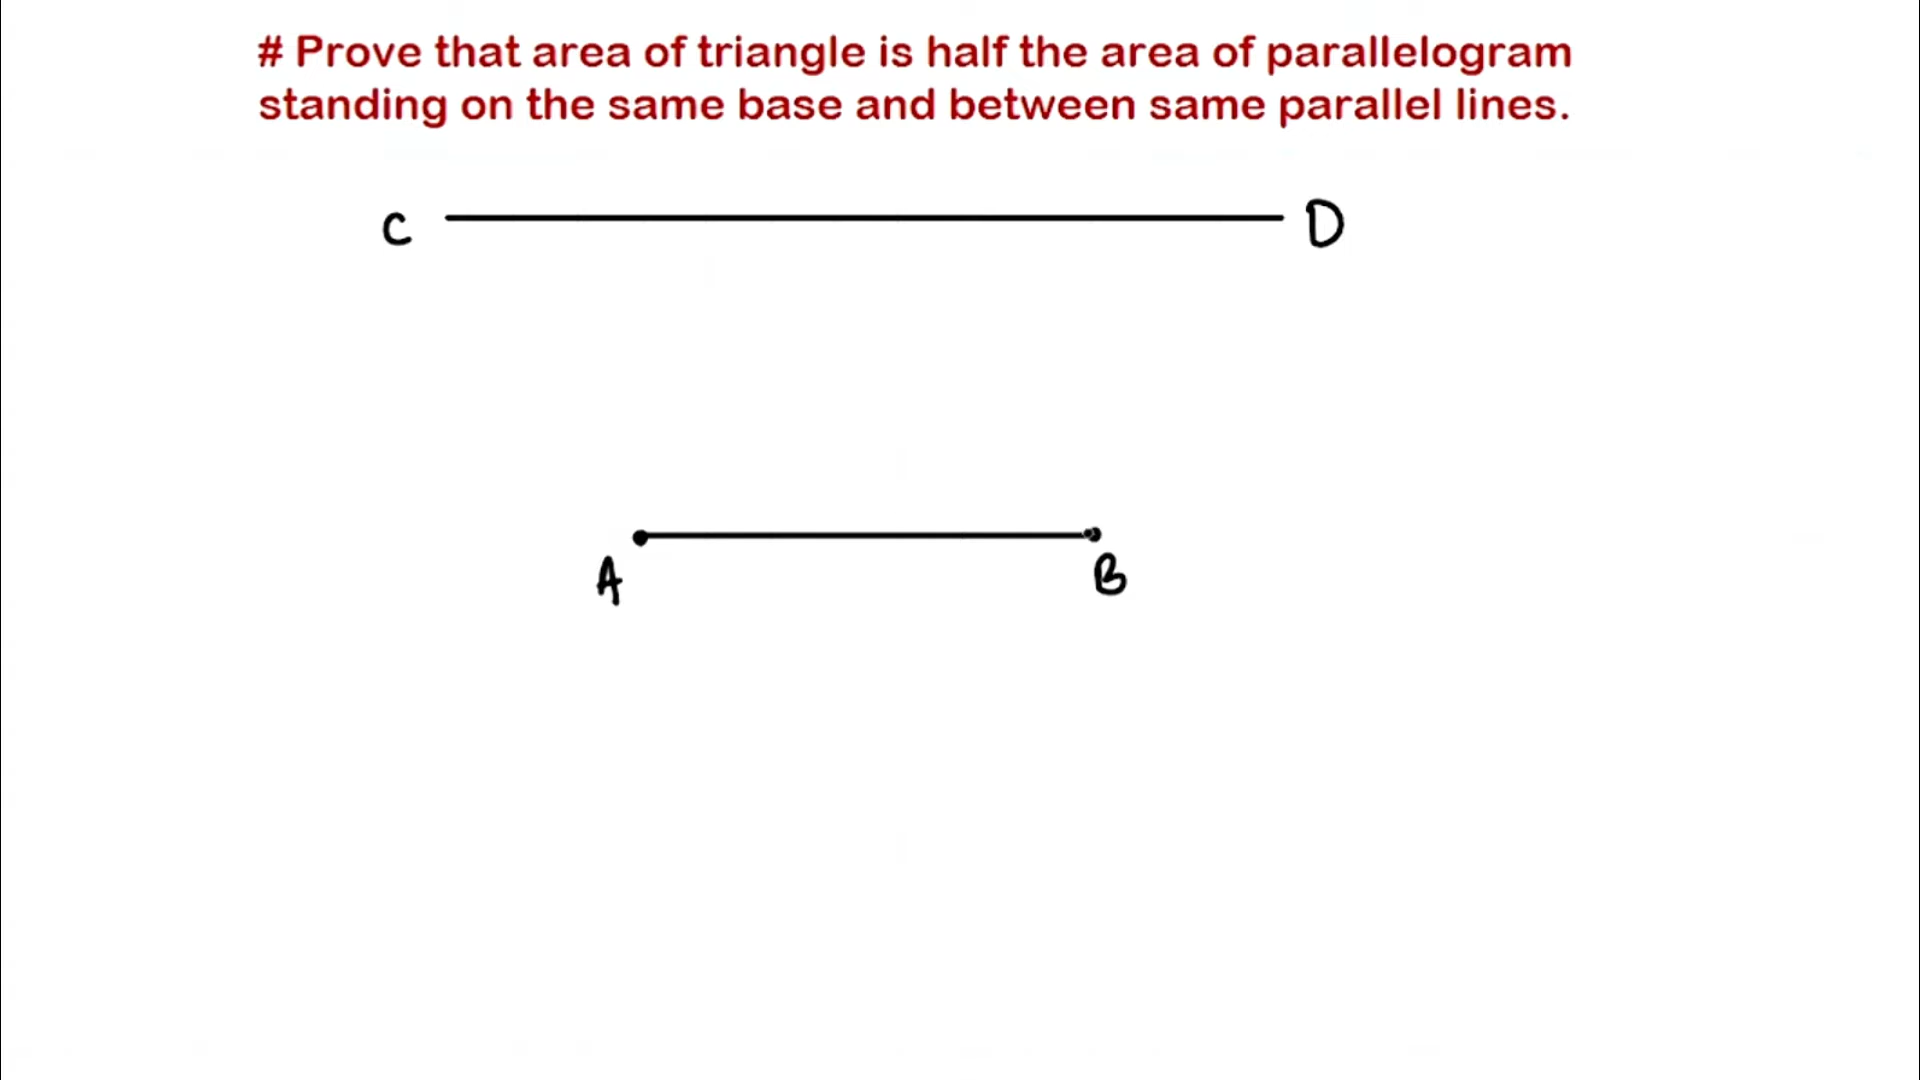 # Prove that area of triangle is half the area of parallelogram
standing on the same base and between same parallel lines.
C D
A B